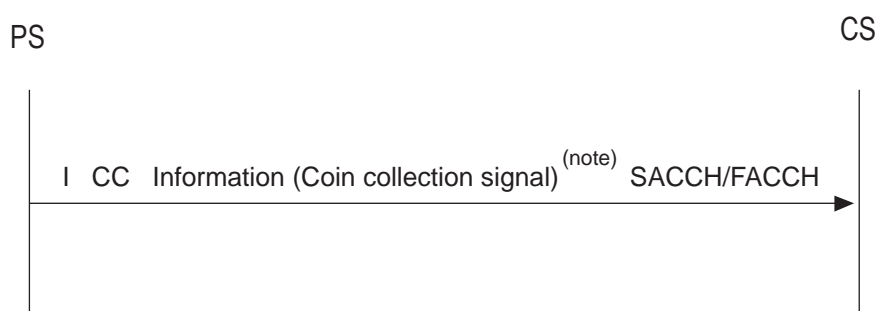 PS CS
I CC Information (Coin collection signal) (note) SACCH/FACCH